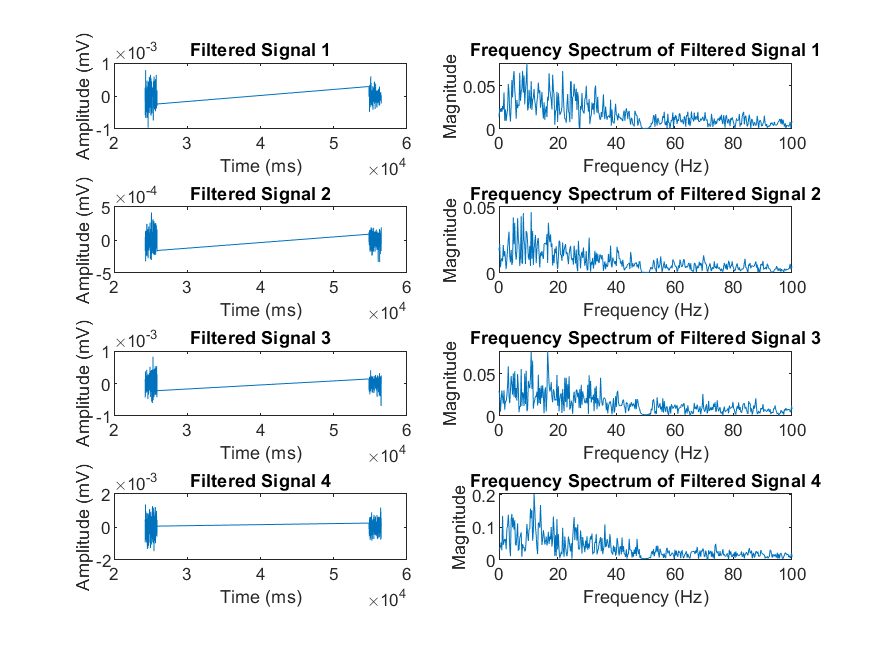 Filtered Signal 1
×10-3
Amplitude (mV)
1
0
-1
2 3 4 5 6
Time (ms)
×104
Frequency Spectrum of Filtered Signal 1
Magnitude
0.05
0
0 20 40 60 80 100
Frequency (Hz)
Filtered Signal 2
×10-4
Amplitude (mV)
5
0
-5
2 3 4 5 6
Time (ms)
×104
Frequency Spectrum of Filtered Signal 2
Magnitude
0.05
0
0 20 40 60 80 100
Frequency (Hz)
Filtered Signal 3
×10-3
Amplitude (mV)
1
0
-1
2 3 4 5 6
Time (ms)
×104
Frequency Spectrum of Filtered Signal 3
Magnitude
0.05
0
0 20 40 60 80 100
Frequency (Hz)
Filtered Signal 4
×10-3
Amplitude (mV)
2
0
-2
2 3 4 5 6
Time (ms)
×104
Frequency Spectrum of Filtered Signal 4
Magnitude
0.2
0.1
0
0 20 40 60 80 100
Frequency (Hz)